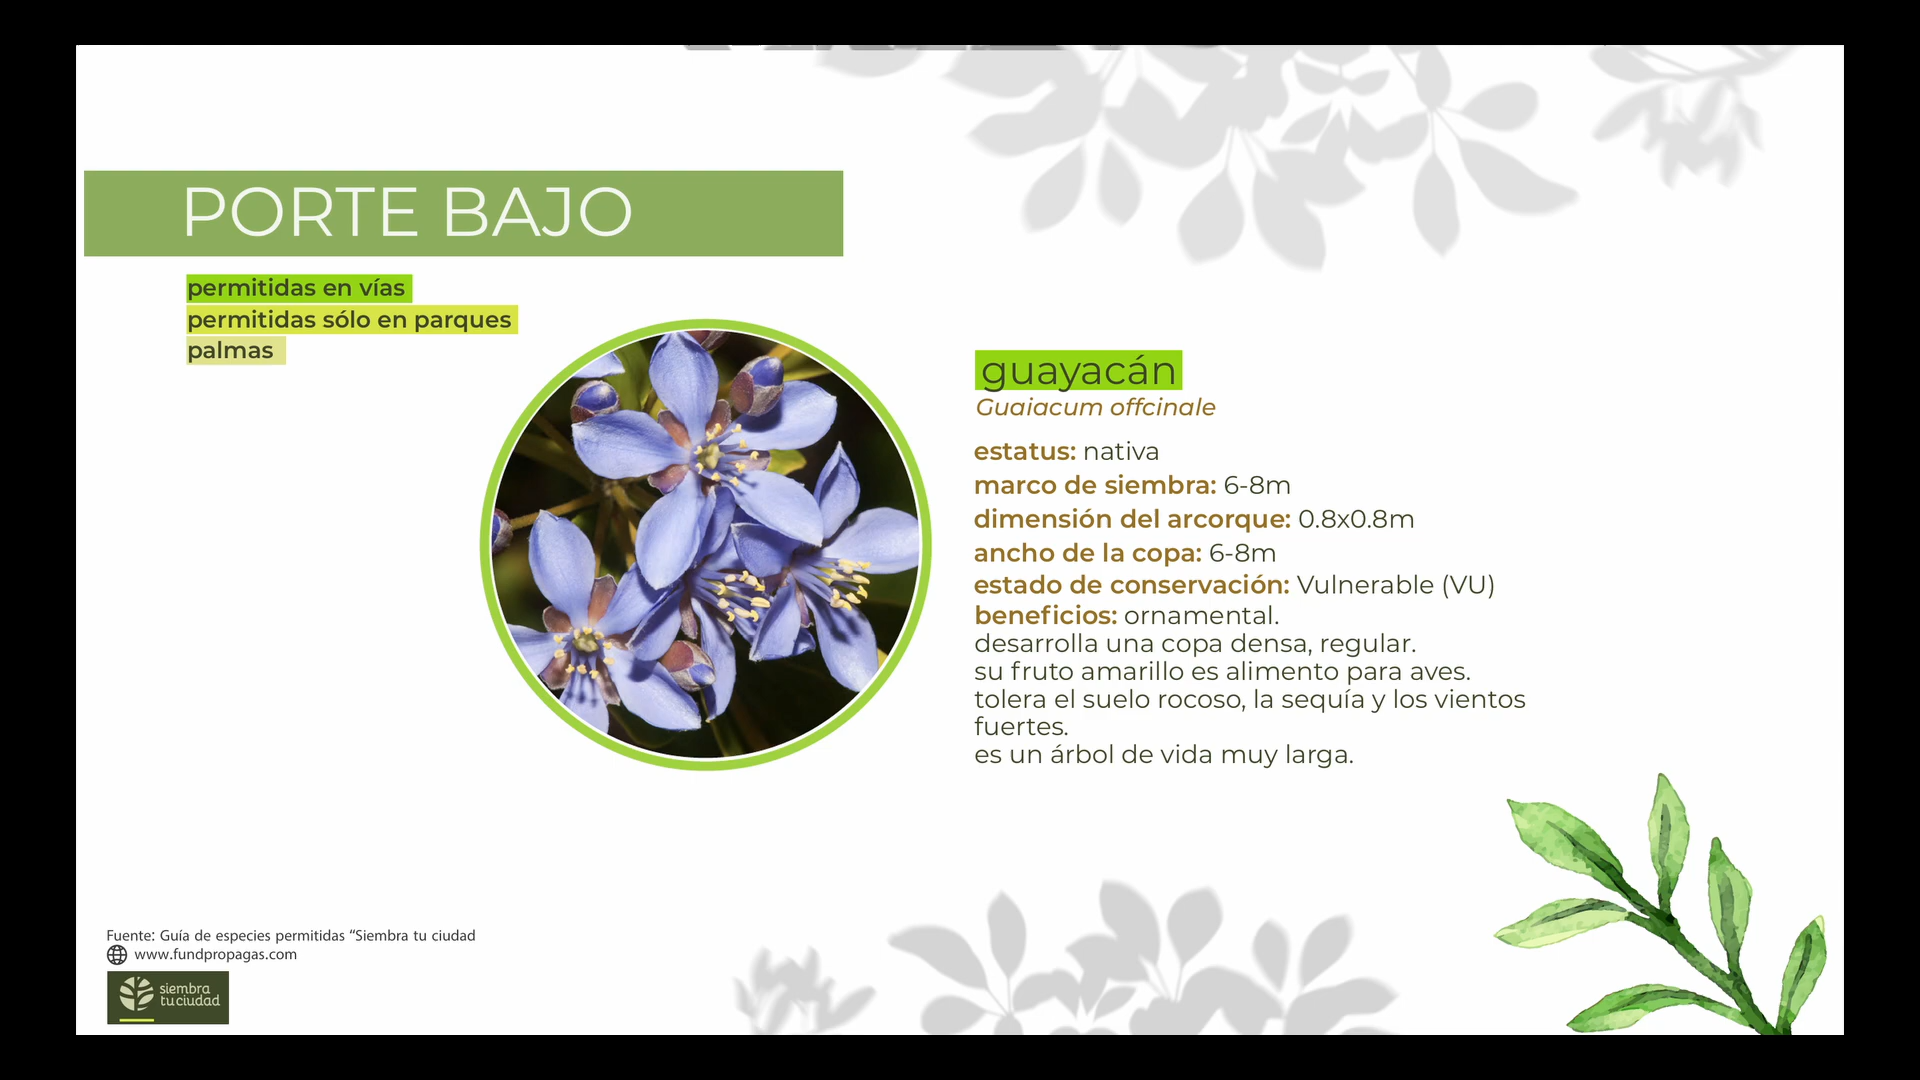 PORTE BAJO
permitidas en vías
permitidas sólo en parques
palmas
guayacán
Guaiacum offcinale
estatus: nativa
marco de siembra: 6-8m
dimensión del arcorque: 0.8x0.8m
ancho de la copa: 6-8m
estado de conservación: Vulnerable (VU)
beneficios: ornamental.
desarrolla una copa densa, regular.
su fruto amarillo es alimento para aves.
tolera el suelo rocoso, la sequía y los vientos
fuertes.
es un árbol de vida muy larga.
Fuente: Guía de especies permitidas “Siembra tu ciudad
www.fundpropagas.com
siembra
tu ciudad